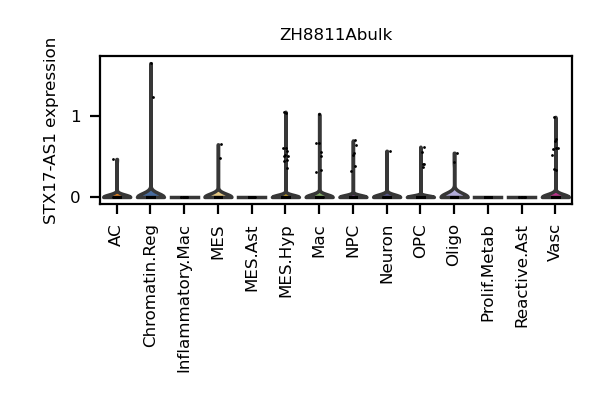 ZH8811Abulk
STX17-AS1 expression
1
0
AC
Chromatin.Reg
Inflammatory.Mac
MES
MES.Ast
MES.Hyp
Mac
NPC
Neuron
OPC
Oligo
Prolif.Metab
Reactive.Ast
Vasc